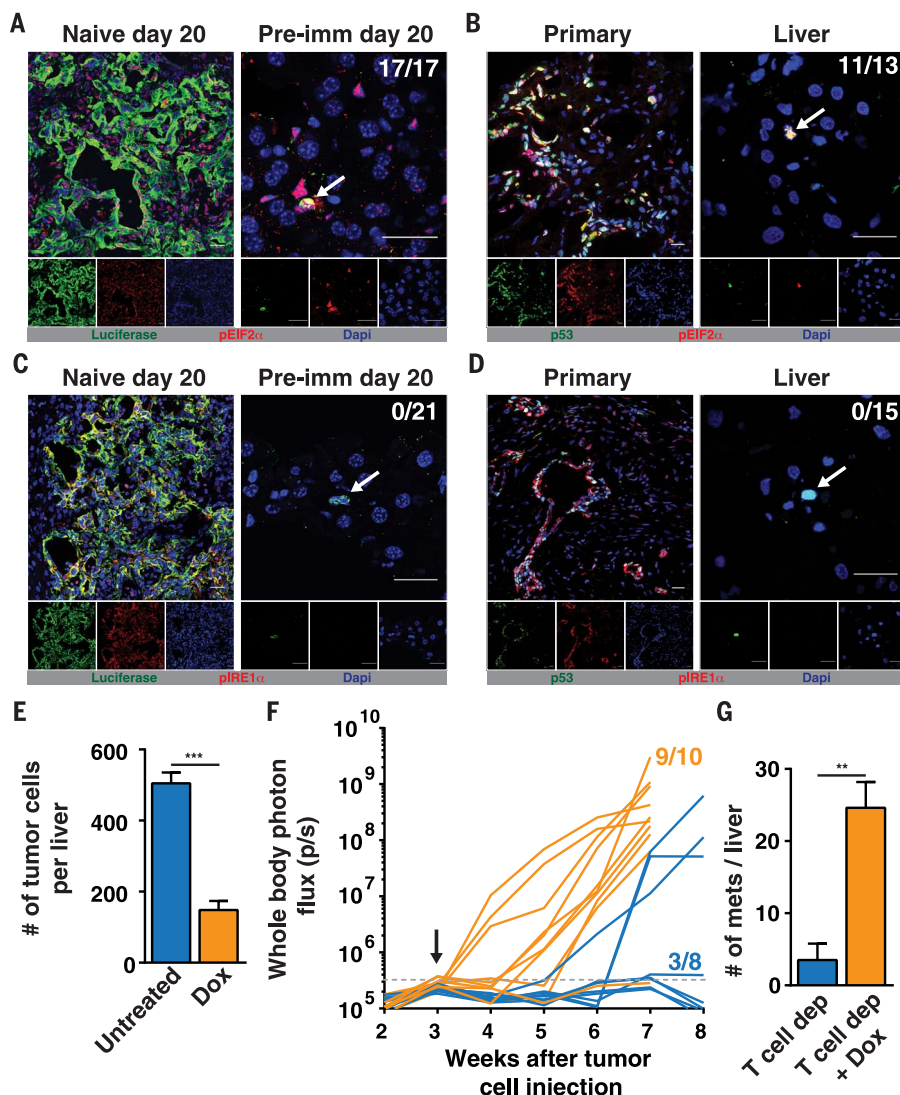 A
Naive day 20
Pre-imm day 20
17/17
Luciferase
pEIF2α
Dapi
B
Primary
Liver
11/13
p53
pEIF2α
Dapi
C
Naive day 20
Pre-imm day 20
0/21
Luciferase
pIRE1α
Dapi
D
Primary
Liver
0/15
p53
pIRE1α
Dapi
E
# of tumor cells
per liver
600
400
200
0
***
Untreated
Dox
F
Whole body photon
flux (p/s)
10^10
10^9
10^8
10^7
10^6
10^5
9/10
3/8
2
3
4
5
6
7
8
Weeks after tumor
cell injection
G
# of mets / liver
30
20
10
0
**
T cell dep
T cell dep
+ Dox